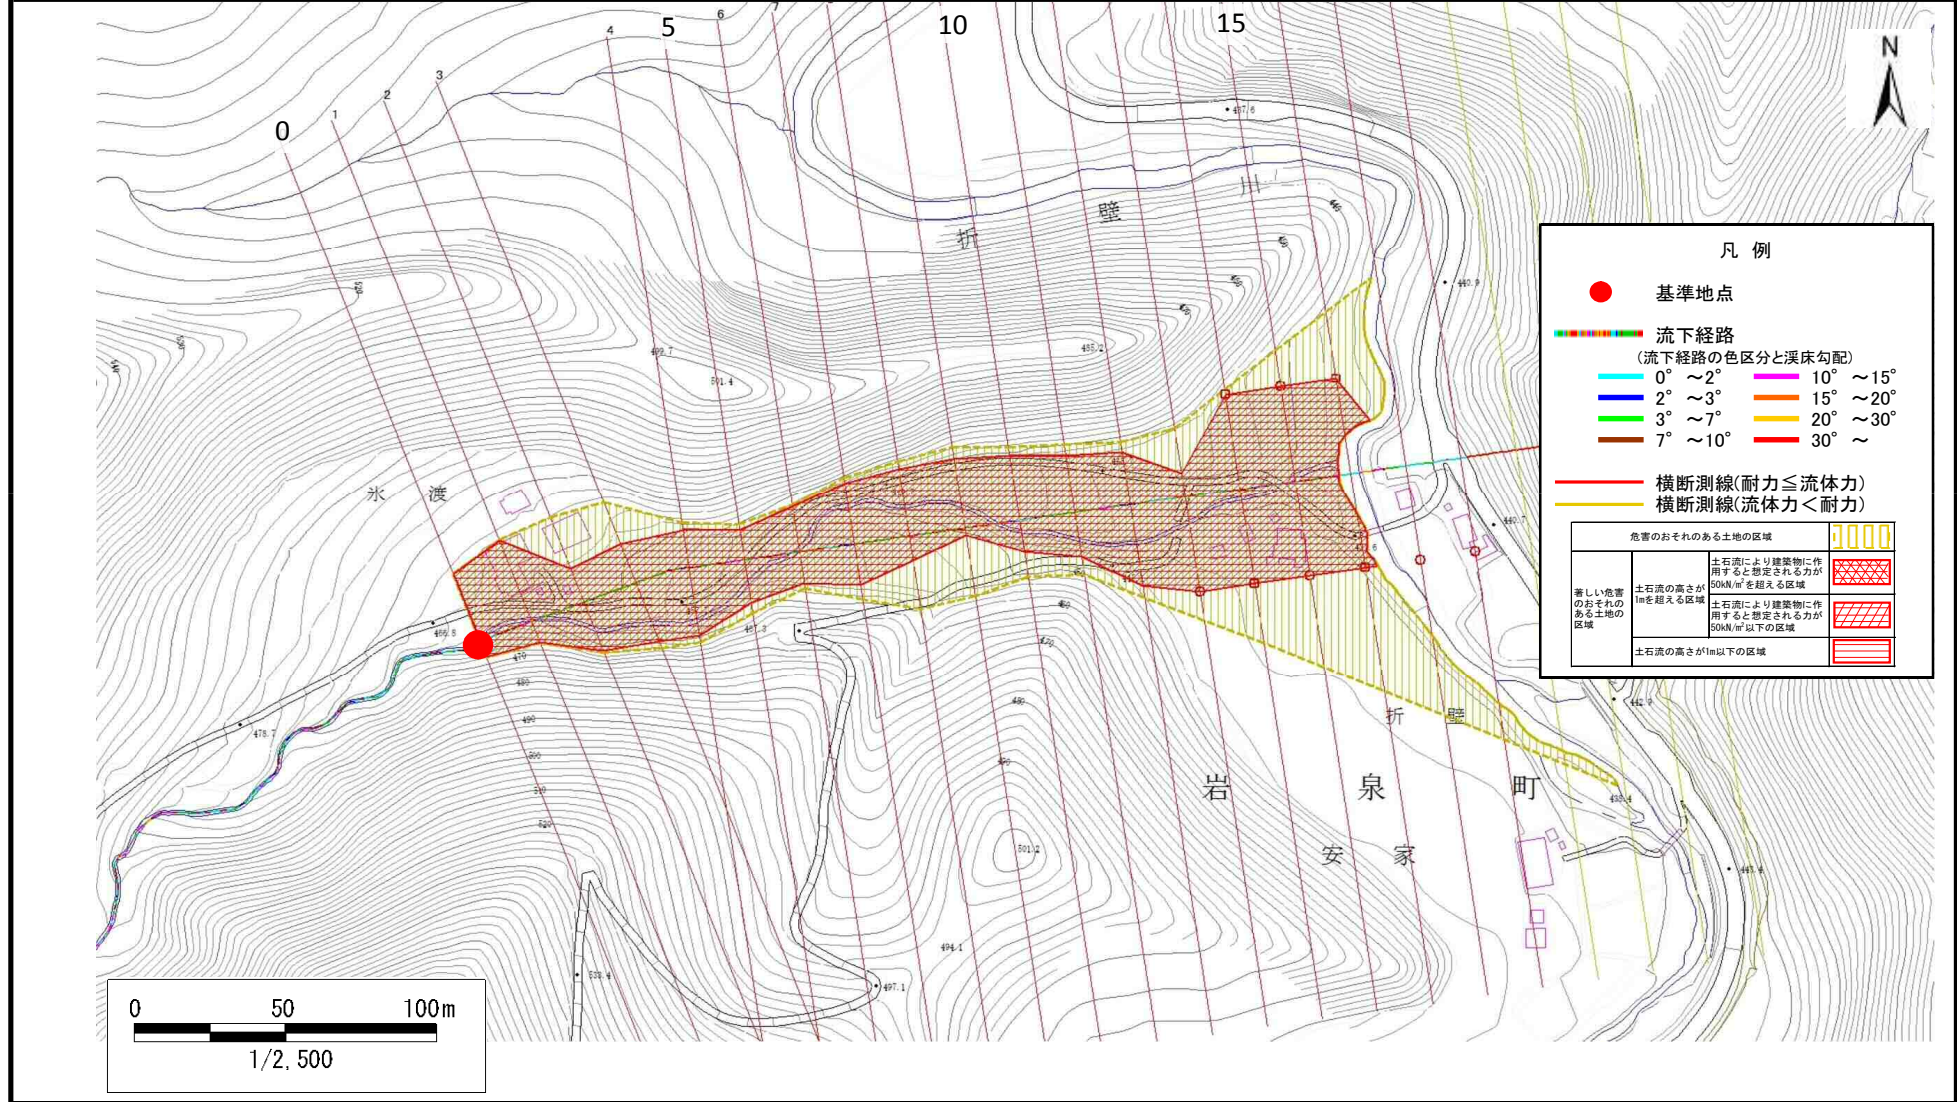 0
1
2
3
4
5
6
7
10
15
N
437.6
折 壁 川
440.9
499.7
501.4
485.2
氷 渡
466.8
467.3
478.7
470
480
490
500
510
520
501.2
494.1
497.1
533.4
440.7
442.9
折 壁
岩 泉 町
安 家
438.4
445.4
凡 例
基準地点
流下経路
(流下経路の色区分と渓床勾配)
0° ~2° 10° ~15°
2° ~3° 15° ~20°
3° ~7° 20° ~30°
7° ~10° 30° ~
横断測線(耐力≦流体力)
横断測線(流体力<耐力)
危害のおそれのある土地の区域
著しい危害
のおそれの
ある土地の
区域
土石流の高さが
1mを超える区域
土石流により建築物に作
用すると想定される力が
50kN/㎡を超える区域
土石流により建築物に作
用すると想定される力が
50kN/㎡以下の区域
土石流の高さが1m以下の区域
0 50 100m
1/2,500